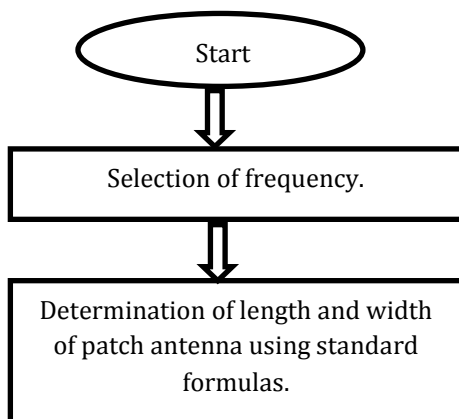 Start
Selection of frequency.
Determination of length and width
of patch antenna using standard
formulas.